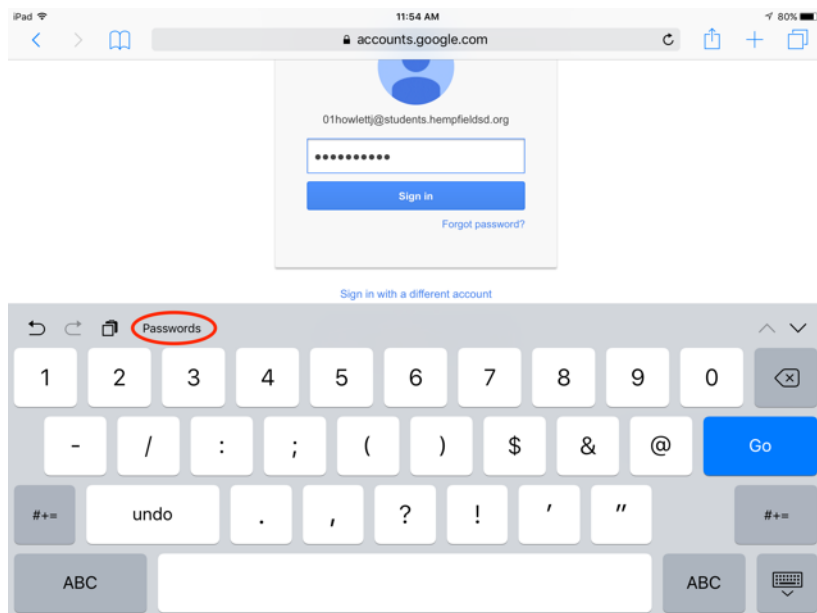 iPad 11:54 AM 80%
accounts.google.com
01howlettj@students.hempfieldsd.org
••••••••••
Sign in
Forgot password?
Sign in with a different account
Passwords
1 2 3 4 5 6 7 8 9 0
- / : ; ( ) $ & @ Go
#+= undo . , ? ! ' " #+=
ABC ABC